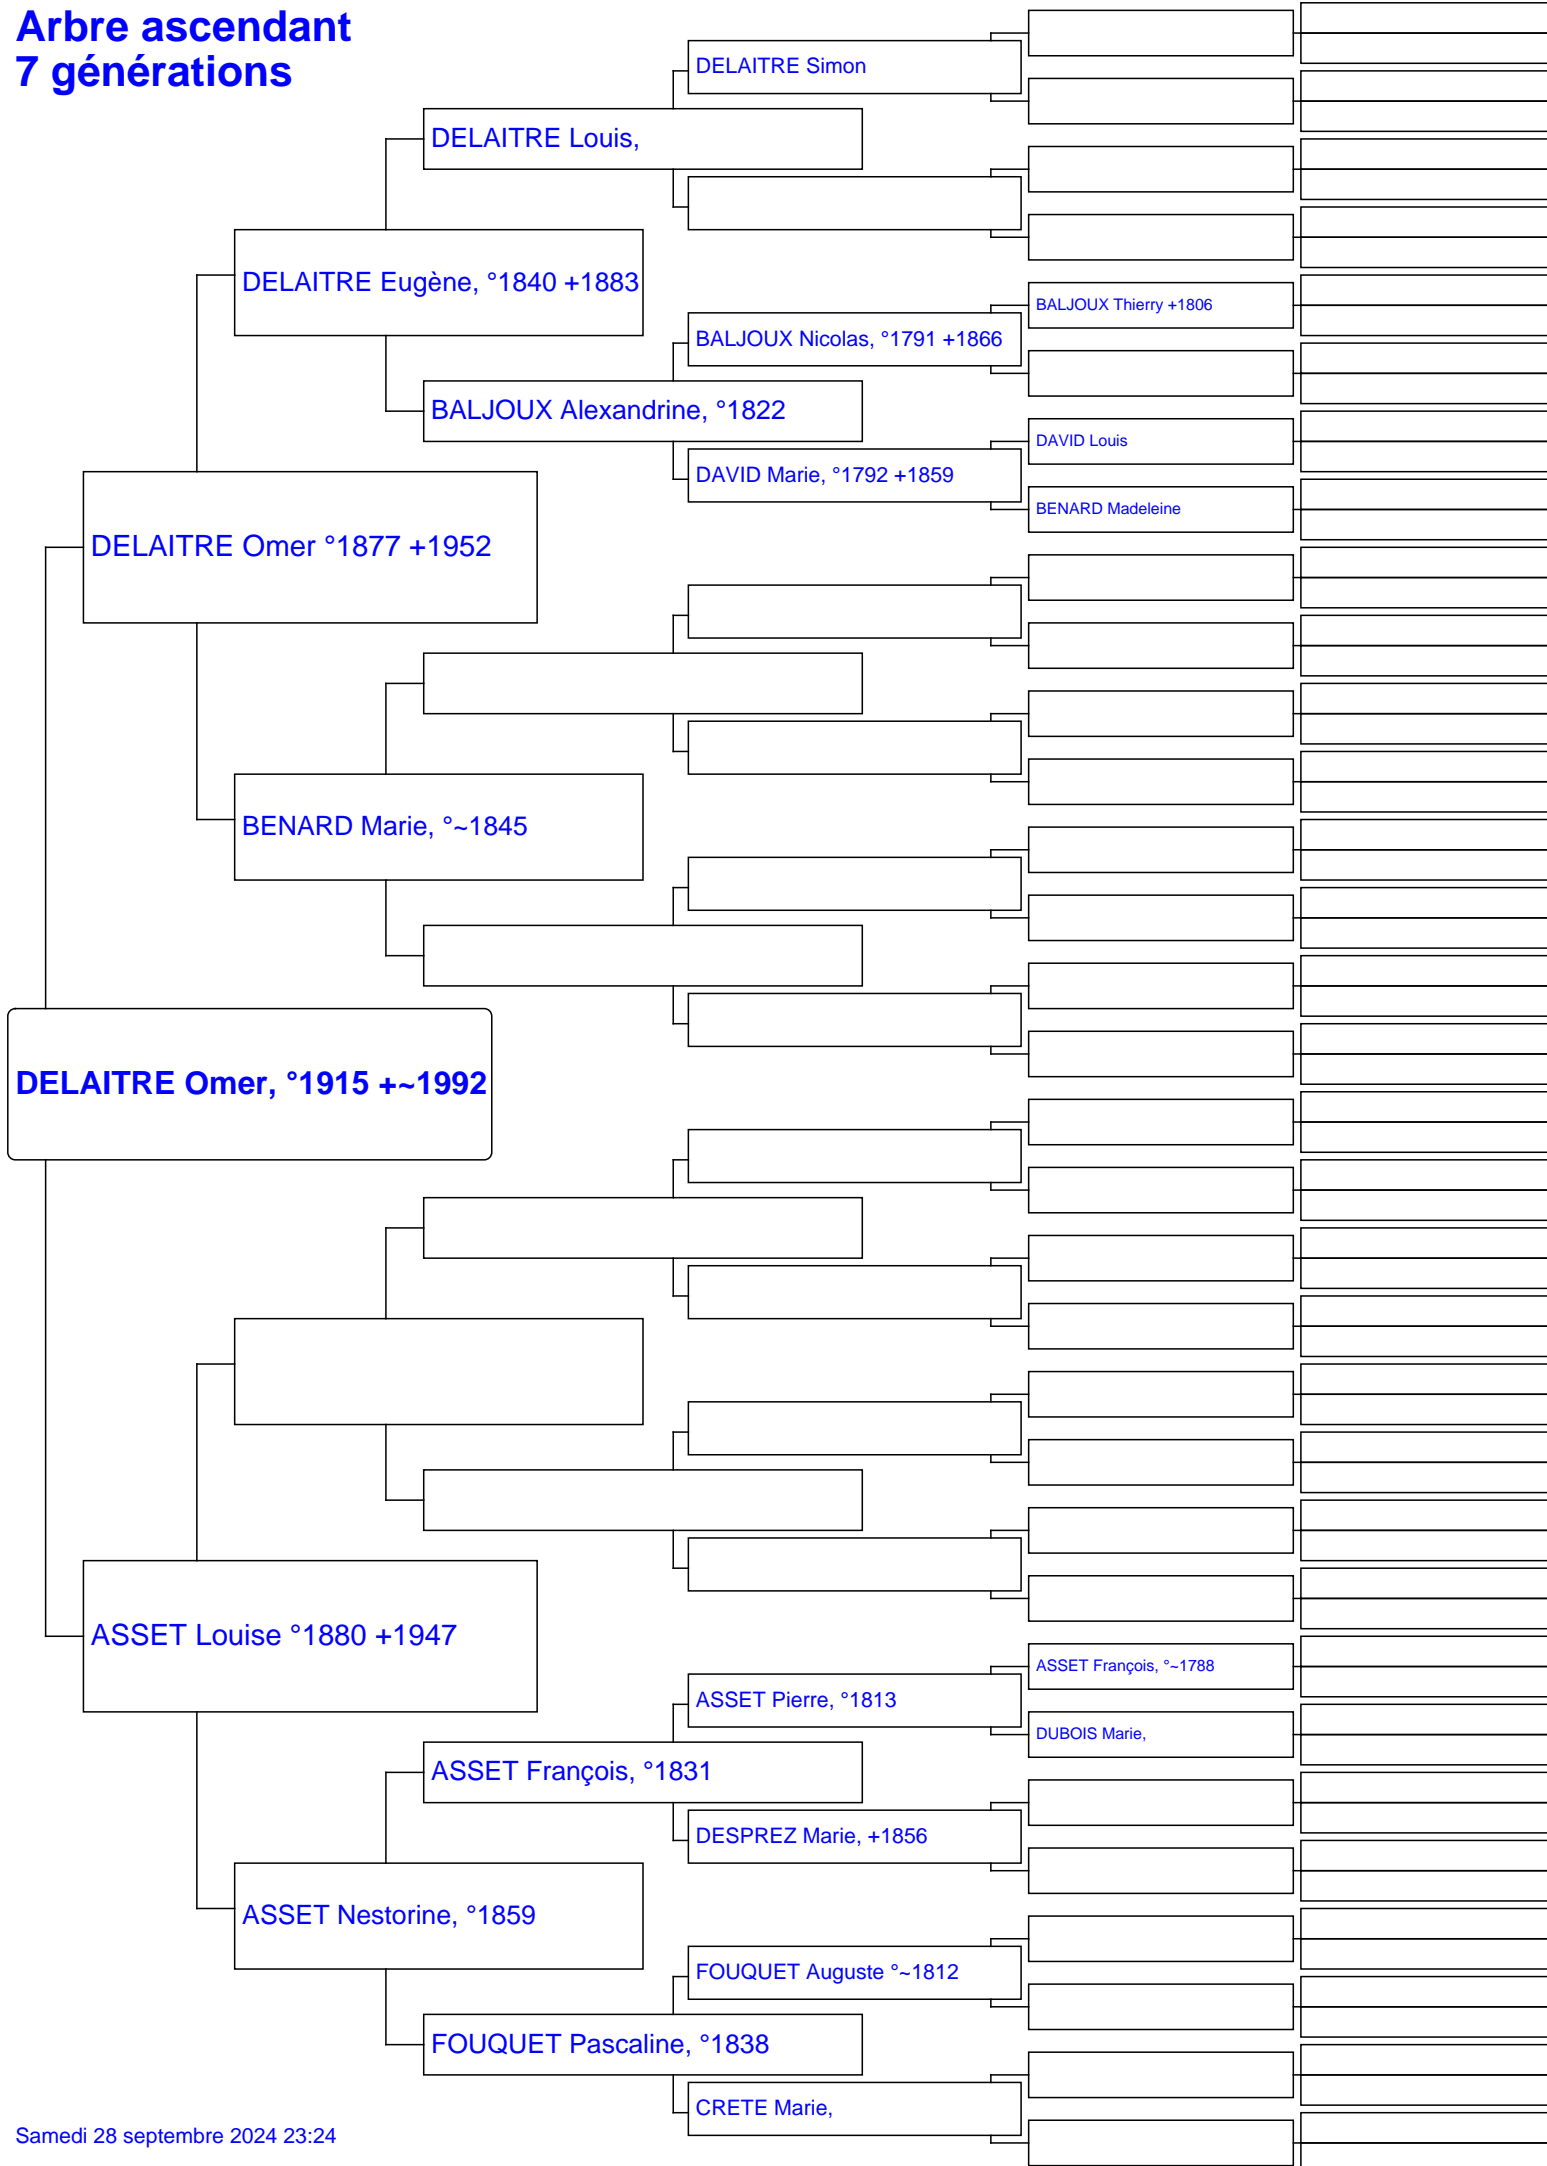 Arbre ascendant
7 générations
DELAITRE Simon
DELAITRE Louis,
DELAITRE Eugène, °1840 +1883
BALJOUX Thierry +1806
BALJOUX Nicolas, °1791 +1866
BALJOUX Alexandrine, °1822
DAVID Louis
DAVID Marie, °1792 +1859
BENARD Madeleine
DELAITRE Omer °1877 +1952
BENARD Marie, °~1845
DELAITRE Omer, °1915 +~1992
ASSET Louise °1880 +1947
ASSET François, °~1788
ASSET Pierre, °1813
DUBOIS Marie,
ASSET François, °1831
DESPREZ Marie, +1856
ASSET Nestorine, °1859
FOUQUET Auguste °~1812
FOUQUET Pascaline, °1838
CRETE Marie,
Samedi 28 septembre 2024 23:24